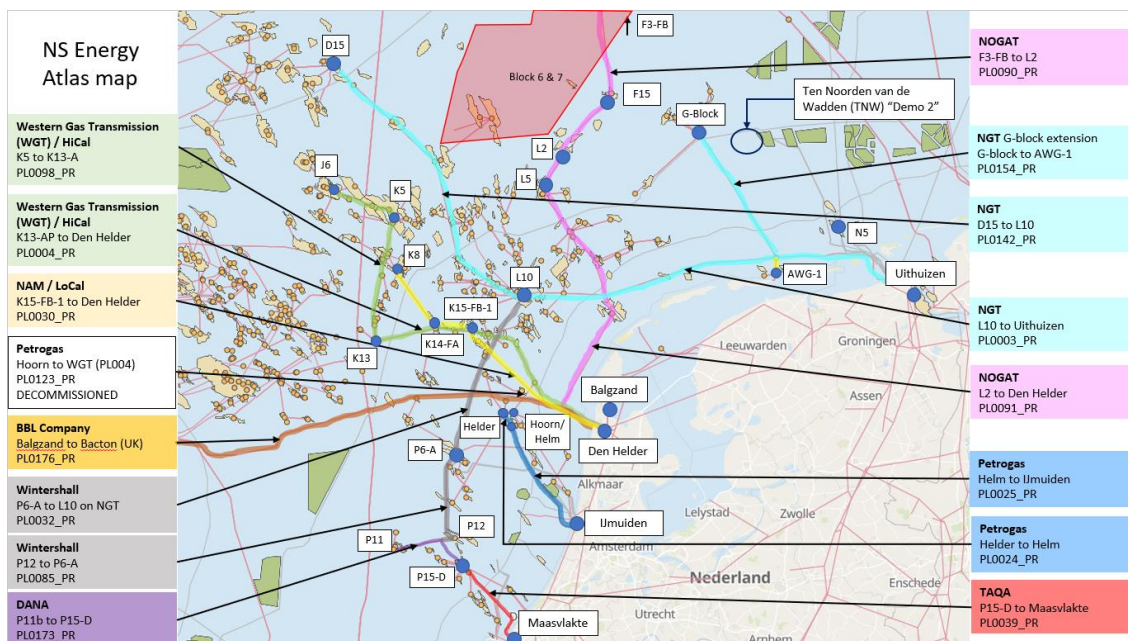 NS Energy
Atlas map
Western Gas Transmission
(WGT) / HiCal
K5 to K13-A
PL0098_PR
Western Gas Transmission
(WGT) / HiCal
K13-AP to Den Helder
PL0004_PR
NAM / LoCal
K15-FB-1 to Den Helder
PL0030_PR
Petrogas
Hoorn to WGT (PL004)
PL0123_PR
DECOMMISSIONED
BBL Company
Balgzand to Bacton (UK)
PL0176_PR
Wintershall
P6-A to L10 on NGT
PL0032_PR
Wintershall
P12 to P6-A
PL0085_PR
DANA
P11b to P15-D
PL0173_PR
D15
Block 6 & 7
F3-FB
F15
G-Block
Ten Noorden van de
Wadden (TNW) “Demo 2”
L2
L5
J6
K5
K8
N5
L10
AWG-1
Uithuizen
K15-FB-1
K14-FA
K13
Leeuwarden
Groningen
Assen
Balgzand
Helder
Hoorn/
Helm
Den Helder
P6-A
Alkmaar
Lelystad
Zwolle
IJmuiden
Amsterdam
P12
P11
P15-D
Nederland
Enschede
Utrecht
Maasvlakte
Arnhem
NOGAT
F3-FB to L2
PL0090_PR
NGT G-block extension
G-block to AWG-1
PL0154_PR
NGT
D15 to L10
PL0142_PR
NGT
L10 to Uithuizen
PL0003_PR
NOGAT
L2 to Den Helder
PL0091_PR
Petrogas
Helm to IJmuiden
PL0025_PR
Petrogas
Helder to Helm
PL0024_PR
TAQA
P15-D to Maasvlakte
PL0039_PR